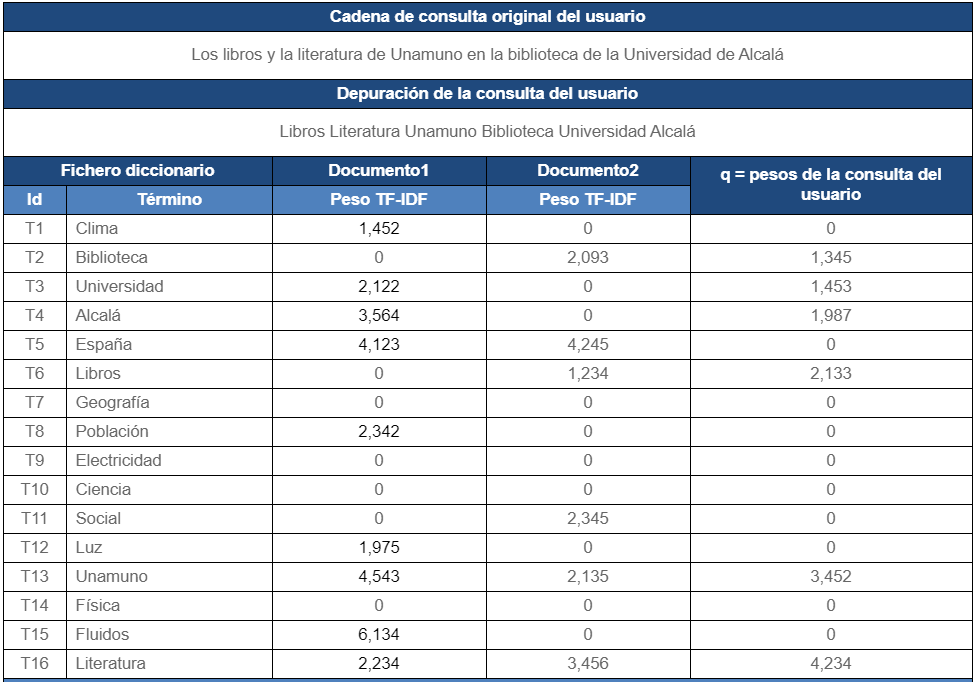 Cadena de consulta original del usuario
Los libros y la literatura de Unamuno en la biblioteca de la Universidad de Alcalá
Depuración de la consulta del usuario
Libros Literatura Unamuno Biblioteca Universidad Alcalá
Fichero diccionario Documento1 Documento2 q = pesos de la consulta del usuario
Id Término Peso TF-IDF Peso TF-IDF
T1 Clima 1,452 0 0
T2 Biblioteca 0 2,093 1,345
T3 Universidad 2,122 0 1,453
T4 Alcalá 3,564 0 1,987
T5 España 4,123 4,245 0
T6 Libros 0 1,234 2,133
T7 Geografía 0 0 0
T8 Población 2,342 0 0
T9 Electricidad 0 0 0
T10 Ciencia 0 0 0
T11 Social 0 2,345 0
T12 Luz 1,975 0 0
T13 Unamuno 4,543 2,135 3,452
T14 Física 0 0 0
T15 Fluidos 6,134 0 0
T16 Literatura 2,234 3,456 4,234